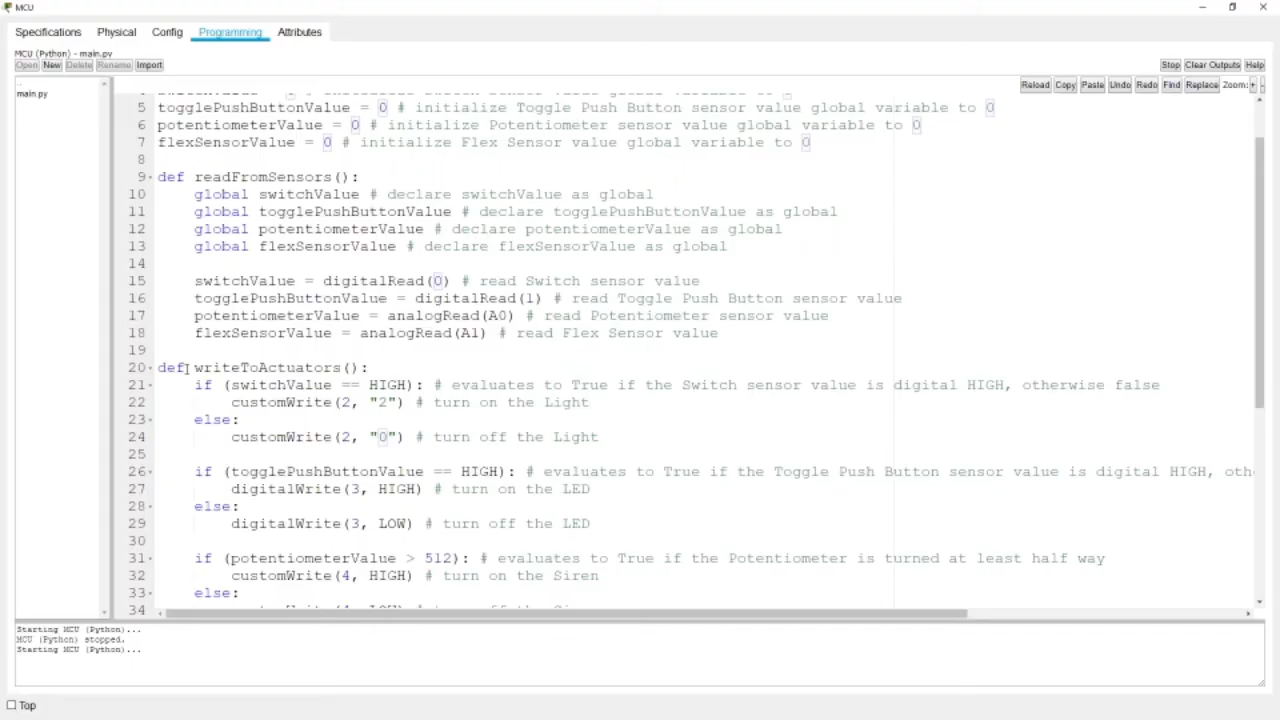 MCU
Specifications Physical Config Programming Attributes
MCU (Python) - main.py
Open New Delete Rename Import
Stop Clear Outputs Help
main.py
Reload Copy Paste Undo Redo Find Replace Zoom: +
5 togglePushButtonValue = 0 # initialize Toggle Push Button sensor value global variable to 0
6 potentiometerValue = 0 # initialize Potentiometer sensor value global variable to 0
7 flexSensorValue = 0 # initialize Flex Sensor value global variable to 0
8
9 def readFromSensors():
10 global switchValue # declare switchValue as global
11 global togglePushButtonValue # declare togglePushButtonValue as global
12 global potentiometerValue # declare potentiometerValue as global
13 global flexSensorValue # declare flexSensorValue as global
14
15 switchValue = digitalRead(0) # read Switch sensor value
16 togglePushButtonValue = digitalRead(1) # read Toggle Push Button sensor value
17 potentiometerValue = analogRead(A0) # read Potentiometer sensor value
18 flexSensorValue = analogRead(A1) # read Flex Sensor value
19
20 def writeToActuators():
21 if (switchValue == HIGH): # evaluates to True if the Switch sensor value is digital HIGH, otherwise false
22 customWrite(2, "2") # turn on the Light
23 else:
24 customWrite(2, "0") # turn off the Light
25
26 if (togglePushButtonValue == HIGH): # evaluates to True if the Toggle Push Button sensor value is digital HIGH, oth
27 digitalWrite(3, HIGH) # turn on the LED
28 else:
29 digitalWrite(3, LOW) # turn off the LED
30
31 if (potentiometerValue > 512): # evaluates to True if the Potentiometer is turned at least half way
32 customWrite(4, HIGH) # turn on the Siren
33 else:
34
Starting MCU (Python)...
MCU (Python) stopped.
Starting MCU (Python)...
Top